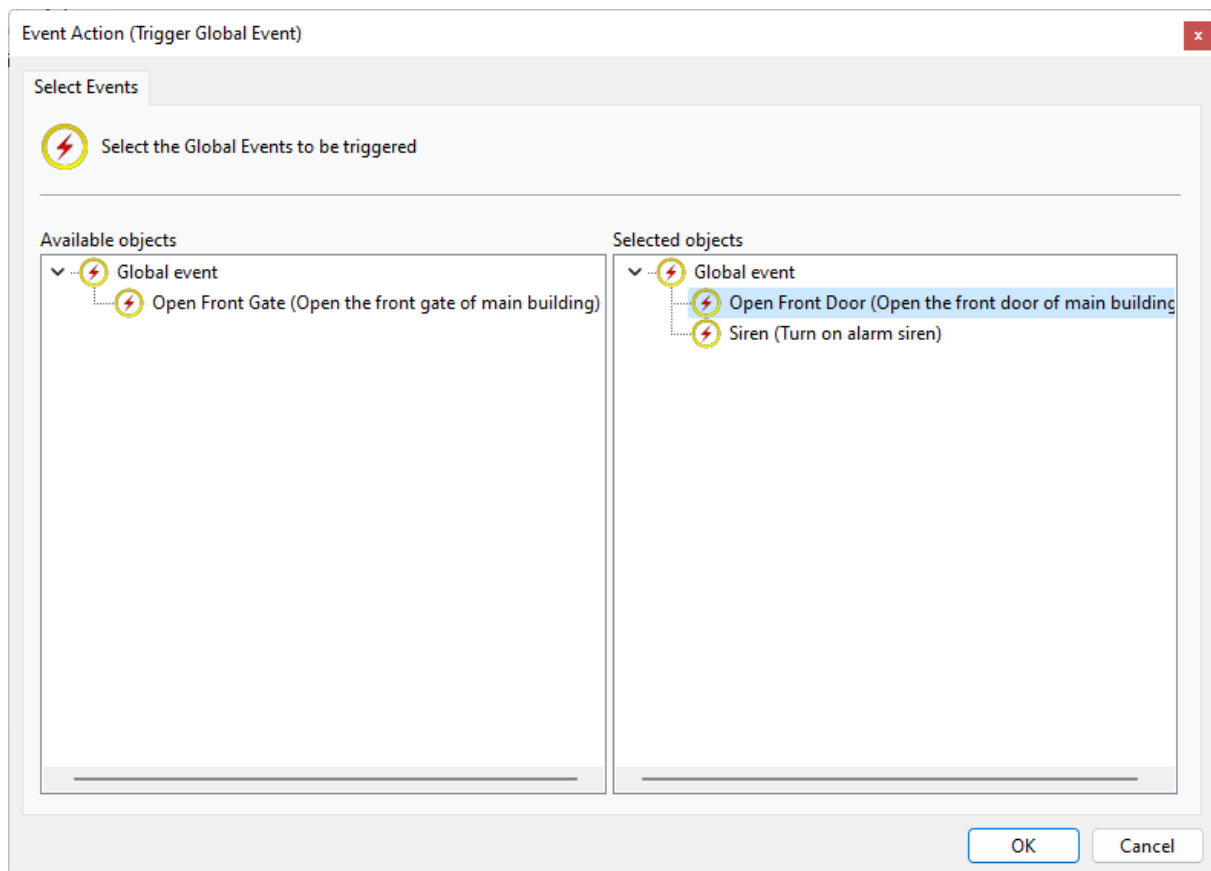 Event Action (Trigger Global Event)
x
Select Events
Select the Global Events to be triggered
Available objects
Global event
Open Front Gate (Open the front gate of main building)
Selected objects
Global event
Open Front Door (Open the front door of main building
Siren (Turn on alarm siren)
OK
Cancel